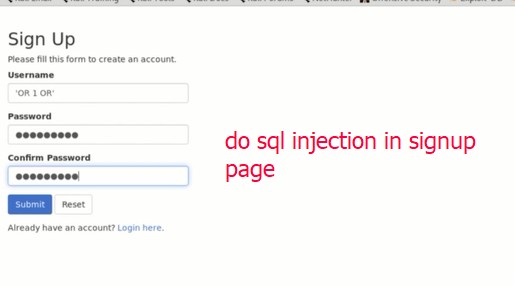 Sign Up
Please fill this form to create an account.
Username
'OR 1 OR'
Password
Confirm Password
Submit Reset
Already have an account? Login here.
do sql injection in signup
page